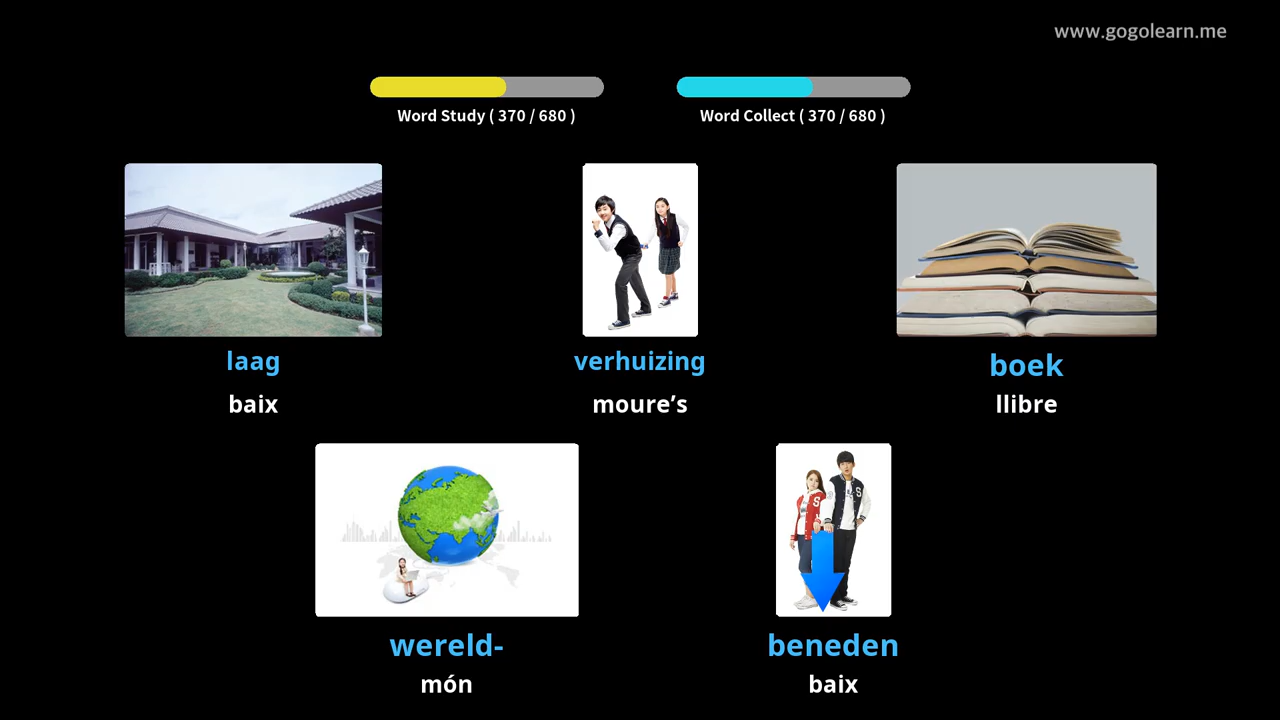 www.gogolearn.me
Word Study ( 370 / 680 )
Word Collect ( 370 / 680 )
laag
verhuizing
boek
baix
moure’s
llibre
S
S
wereld-
beneden
món
baix